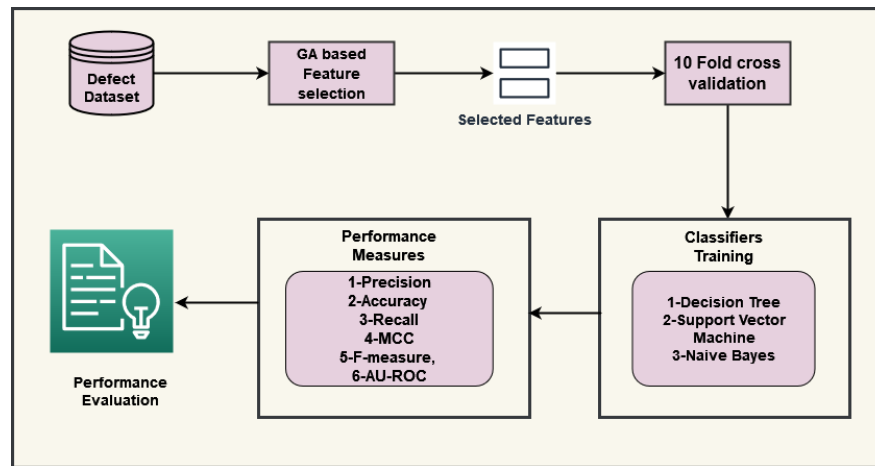 Defect
Dataset
GA based
Feature
selection
Selected Features
10 Fold cross
validation
Classifiers
Training
1-Decision Tree
2-Support Vector
Machine
3-Naive Bayes
Performance
Measures
1-Precision
2-Accuracy
3-Recall
4-MCC
5-F-measure,
6-AU-ROC
Performance
Evaluation